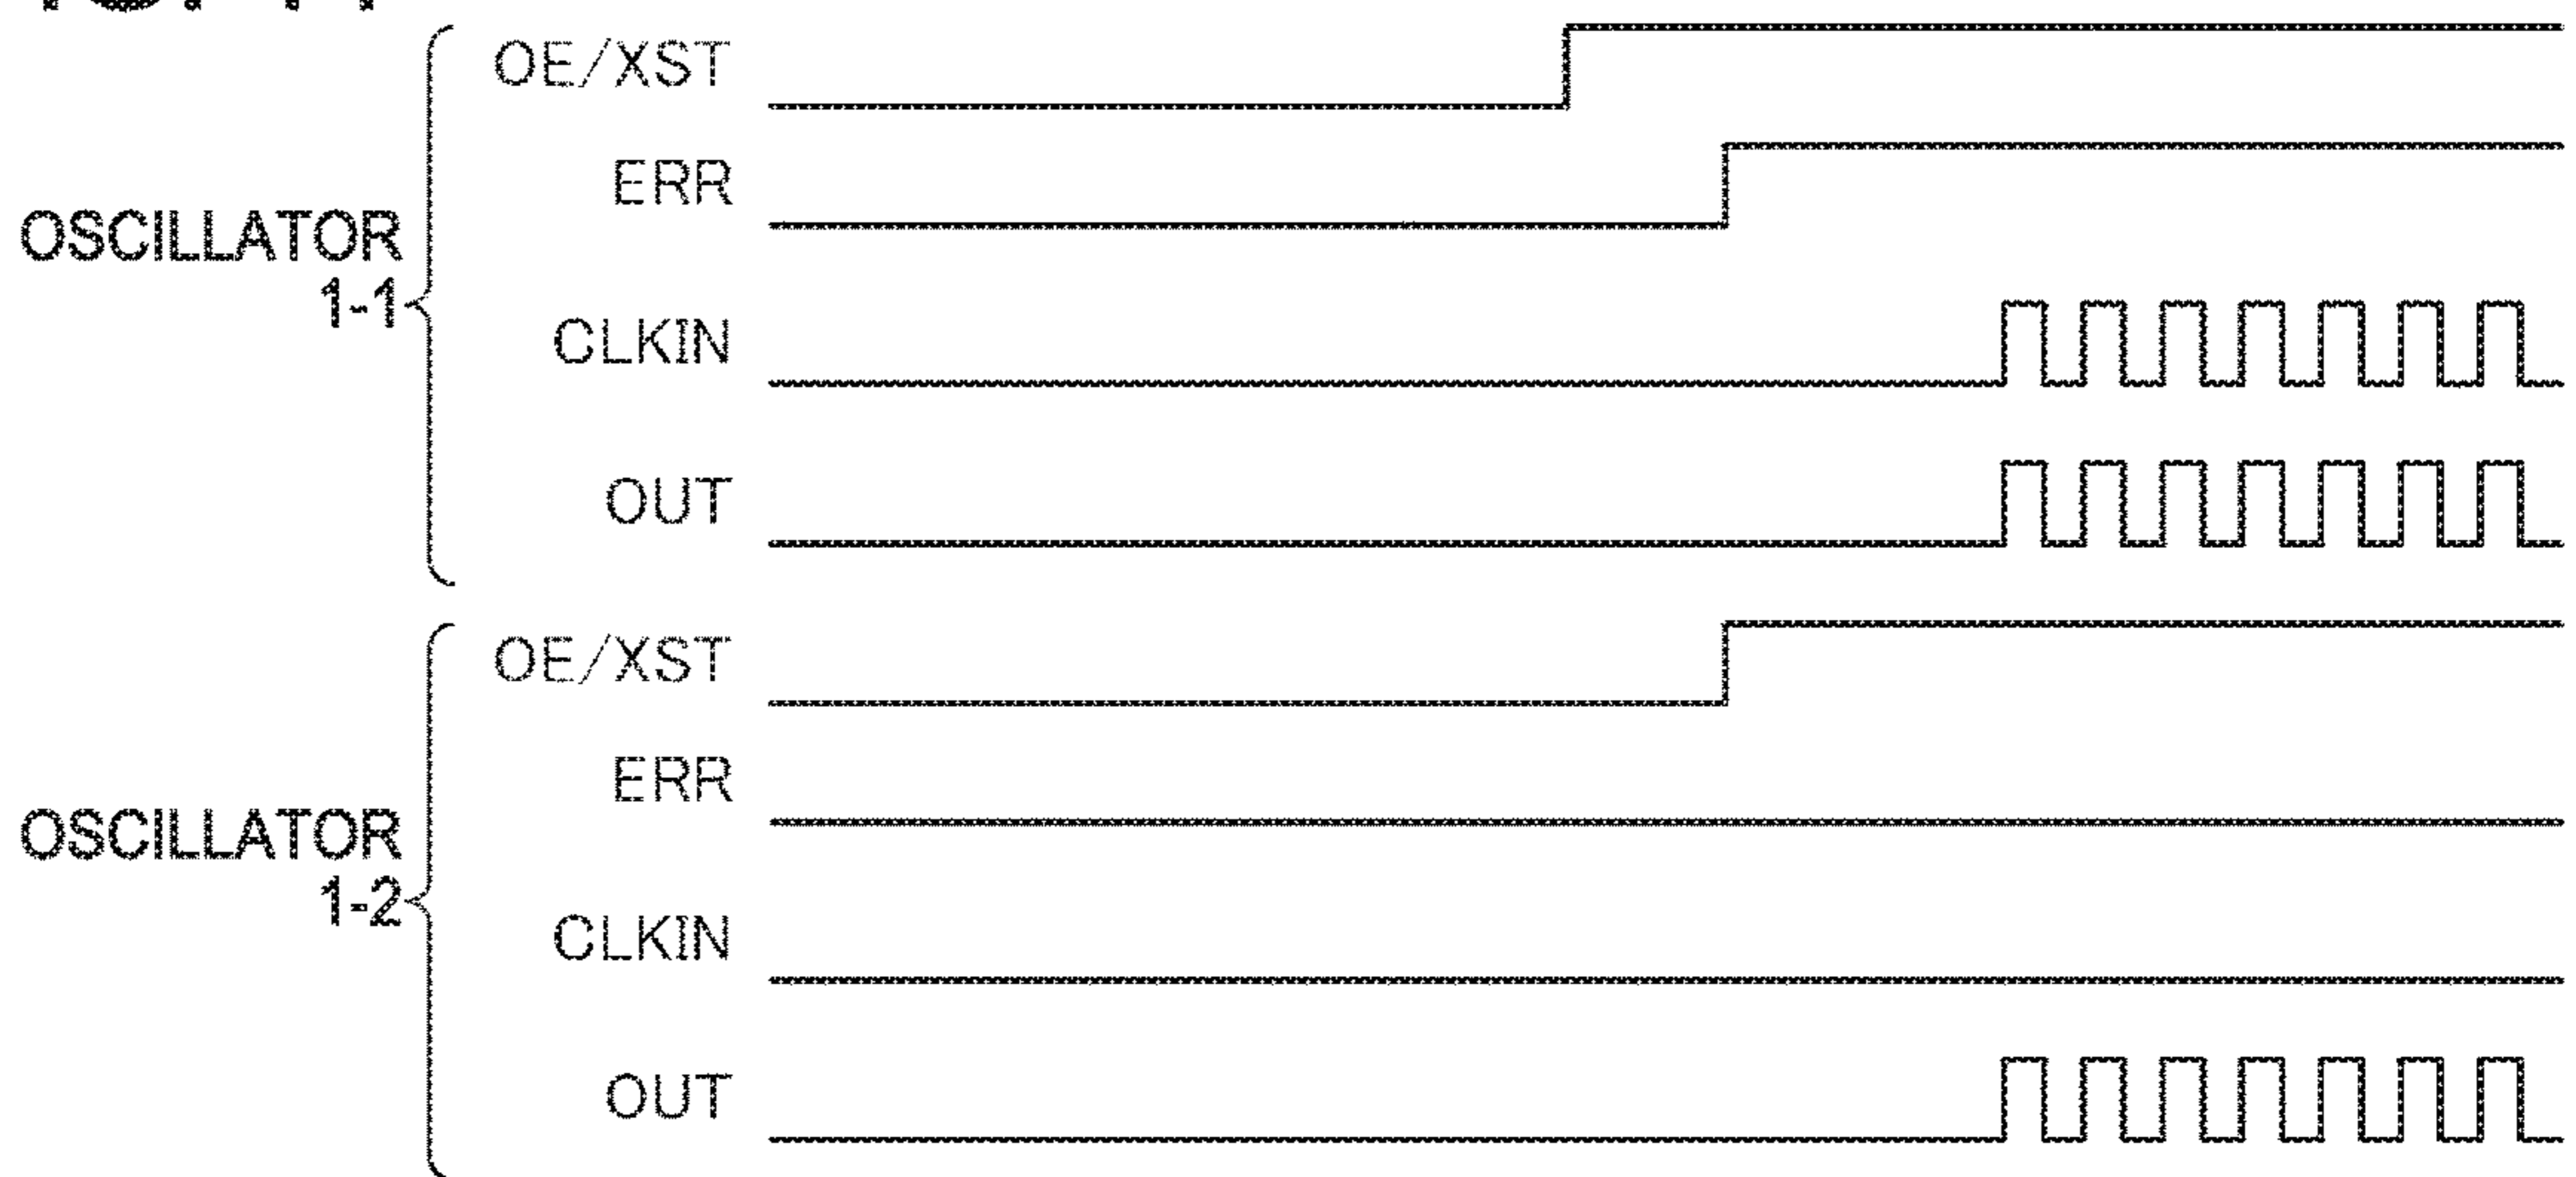 OE/XST
ERR
OSCILLATOR
1-1
CLKIN
OUT
OE/XST
ERR
OSCILLATOR
1-2
CLKIN
OUT